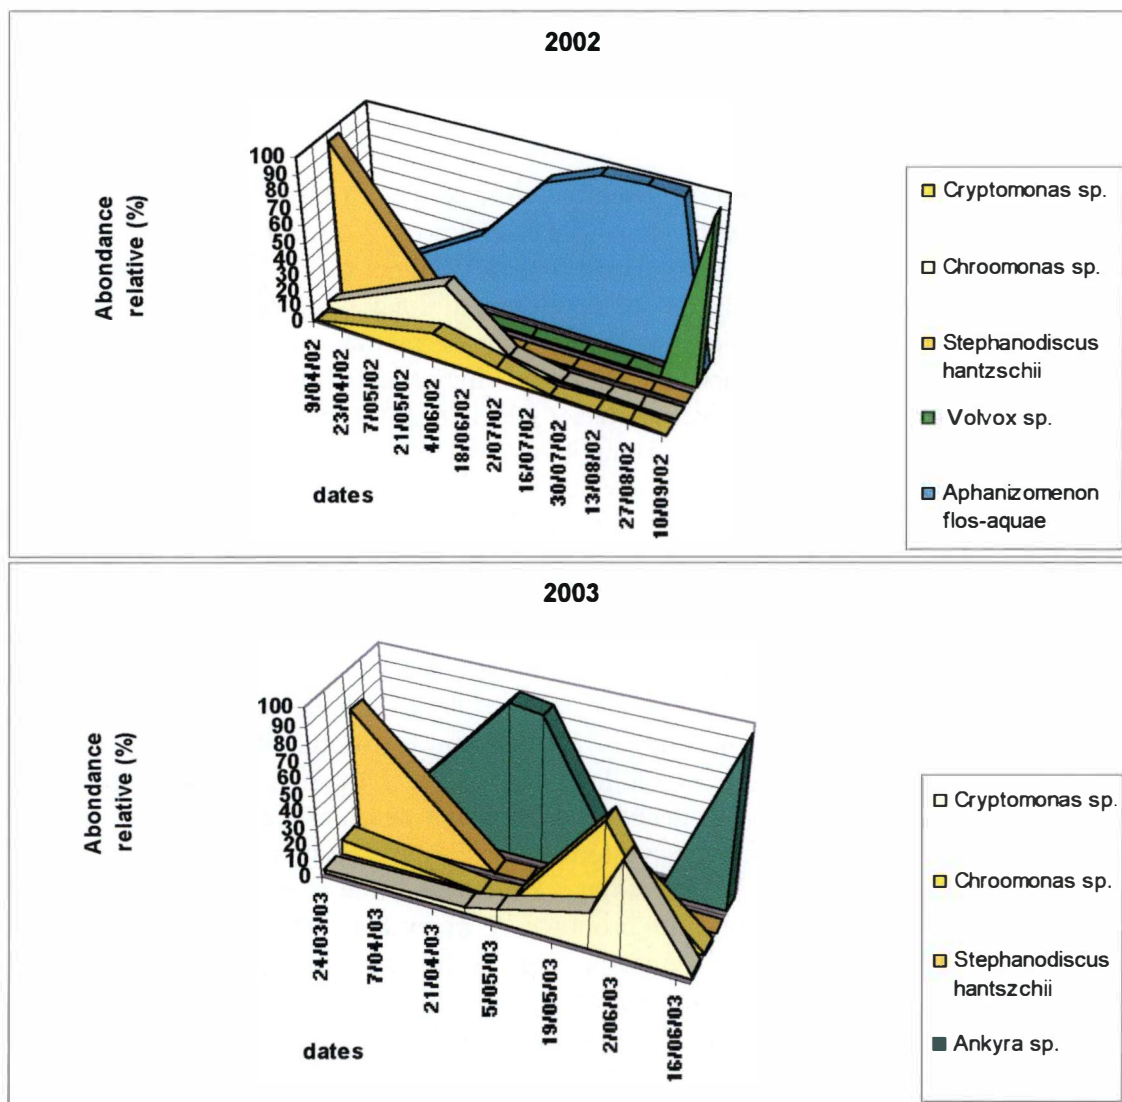 2002
Abondance
relative (%)
100
90
80
70
60
50
40
30
20
10
0
9/04/02
23/04/02
7/05/02
21/05/02
4/06/02
18/06/02
2/07/02
16/07/02
30/07/02
13/08/02
27/08/02
10/09/02
dates
Cryptomonas sp.
Chroomonas sp.
Stephanodiscus
hantzschii
Volvox sp.
Aphanizomenon
flos-aquae
2003
Abondance
relative (%)
100
90
80
70
60
50
40
30
20
10
0
24/03/03
7/04/03
21/04/03
5/05/03
19/05/03
2/06/03
16/06/03
dates
Cryptomonas sp.
Chroomonas sp.
Stephanodiscus
hantszchii
Ankyra sp.